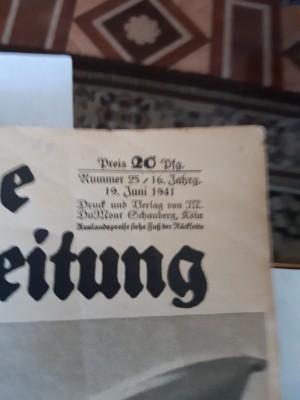 Preis 20 Pfg.
Nummer 25 / 16. Jahrg.
19. Juni 1941
Druck und Verlag von M.
DuMont Schauberg, Köln
Auslandspreise siehe Fuß der Rückseite
e
eitung